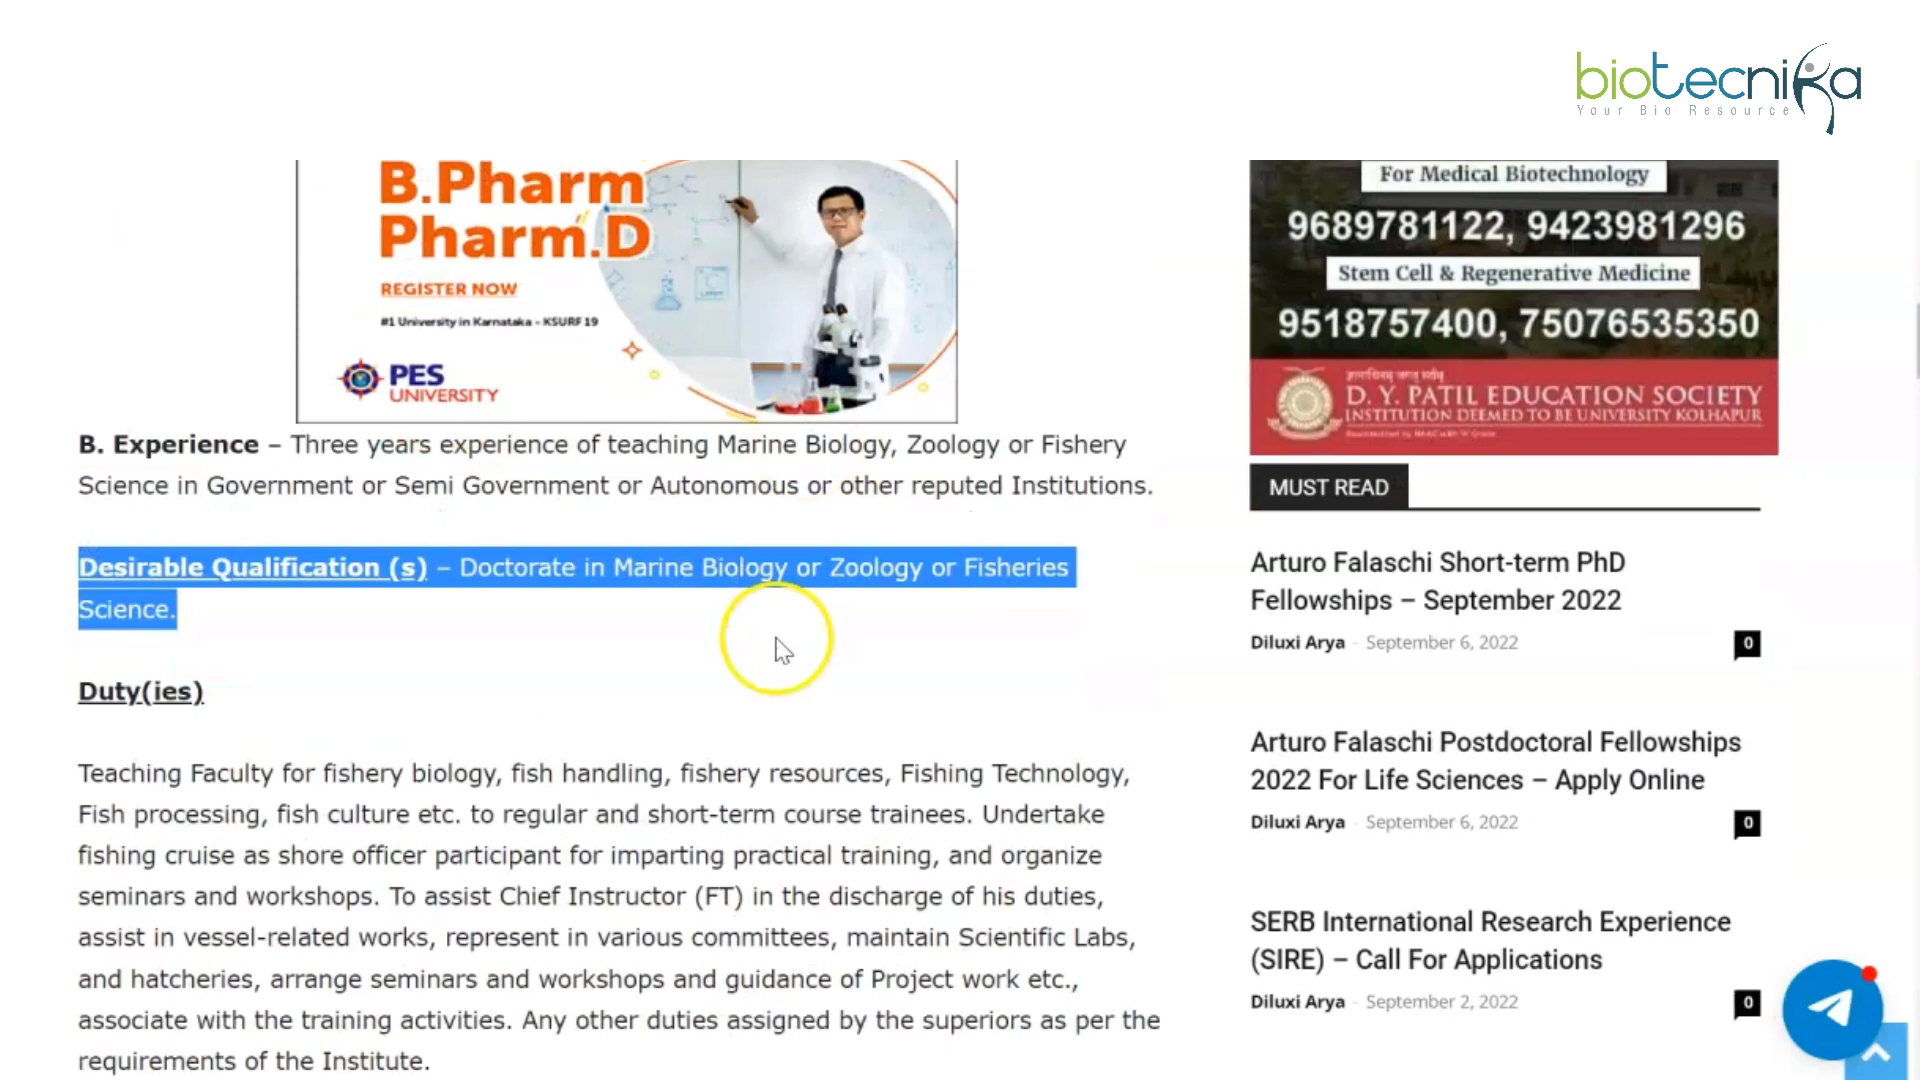 biotecnika
Your Bio Resource
B.Pharm
Pharm.D
REGISTER NOW
#1 University in Karnataka - KSURF 19
PES
UNIVERSITY
B. Experience – Three years experience of teaching Marine Biology, Zoology or Fishery
Science in Government or Semi Government or Autonomous or other reputed Institutions.
Desirable Qualification (s) – Doctorate in Marine Biology or Zoology or Fisheries
Science.
Duty(ies)
Teaching Faculty for fishery biology, fish handling, fishery resources, Fishing Technology,
Fish processing, fish culture etc. to regular and short-term course trainees. Undertake
fishing cruise as shore officer participant for imparting practical training, and organize
seminars and workshops. To assist Chief Instructor (FT) in the discharge of his duties,
assist in vessel-related works, represent in various committees, maintain Scientific Labs,
and hatcheries, arrange seminars and workshops and guidance of Project work etc.,
associate with the training activities. Any other duties assigned by the superiors as per the
requirements of the Institute.
For Medical Biotechnology
9689781122, 9423981296
Stem Cell & Regenerative Medicine
9518757400, 75076535350
D. Y. PATIL EDUCATION SOCIETY
INSTITUTION DEEMED TO BE UNIVERSITY KOLHAPUR
MUST READ
Arturo Falaschi Short-term PhD
Fellowships – September 2022
Diluxi Arya - September 6, 2022
0
Arturo Falaschi Postdoctoral Fellowships
2022 For Life Sciences – Apply Online
Diluxi Arya - September 6, 2022
0
SERB International Research Experience
(SIRE) – Call For Applications
Diluxi Arya - September 2, 2022
0